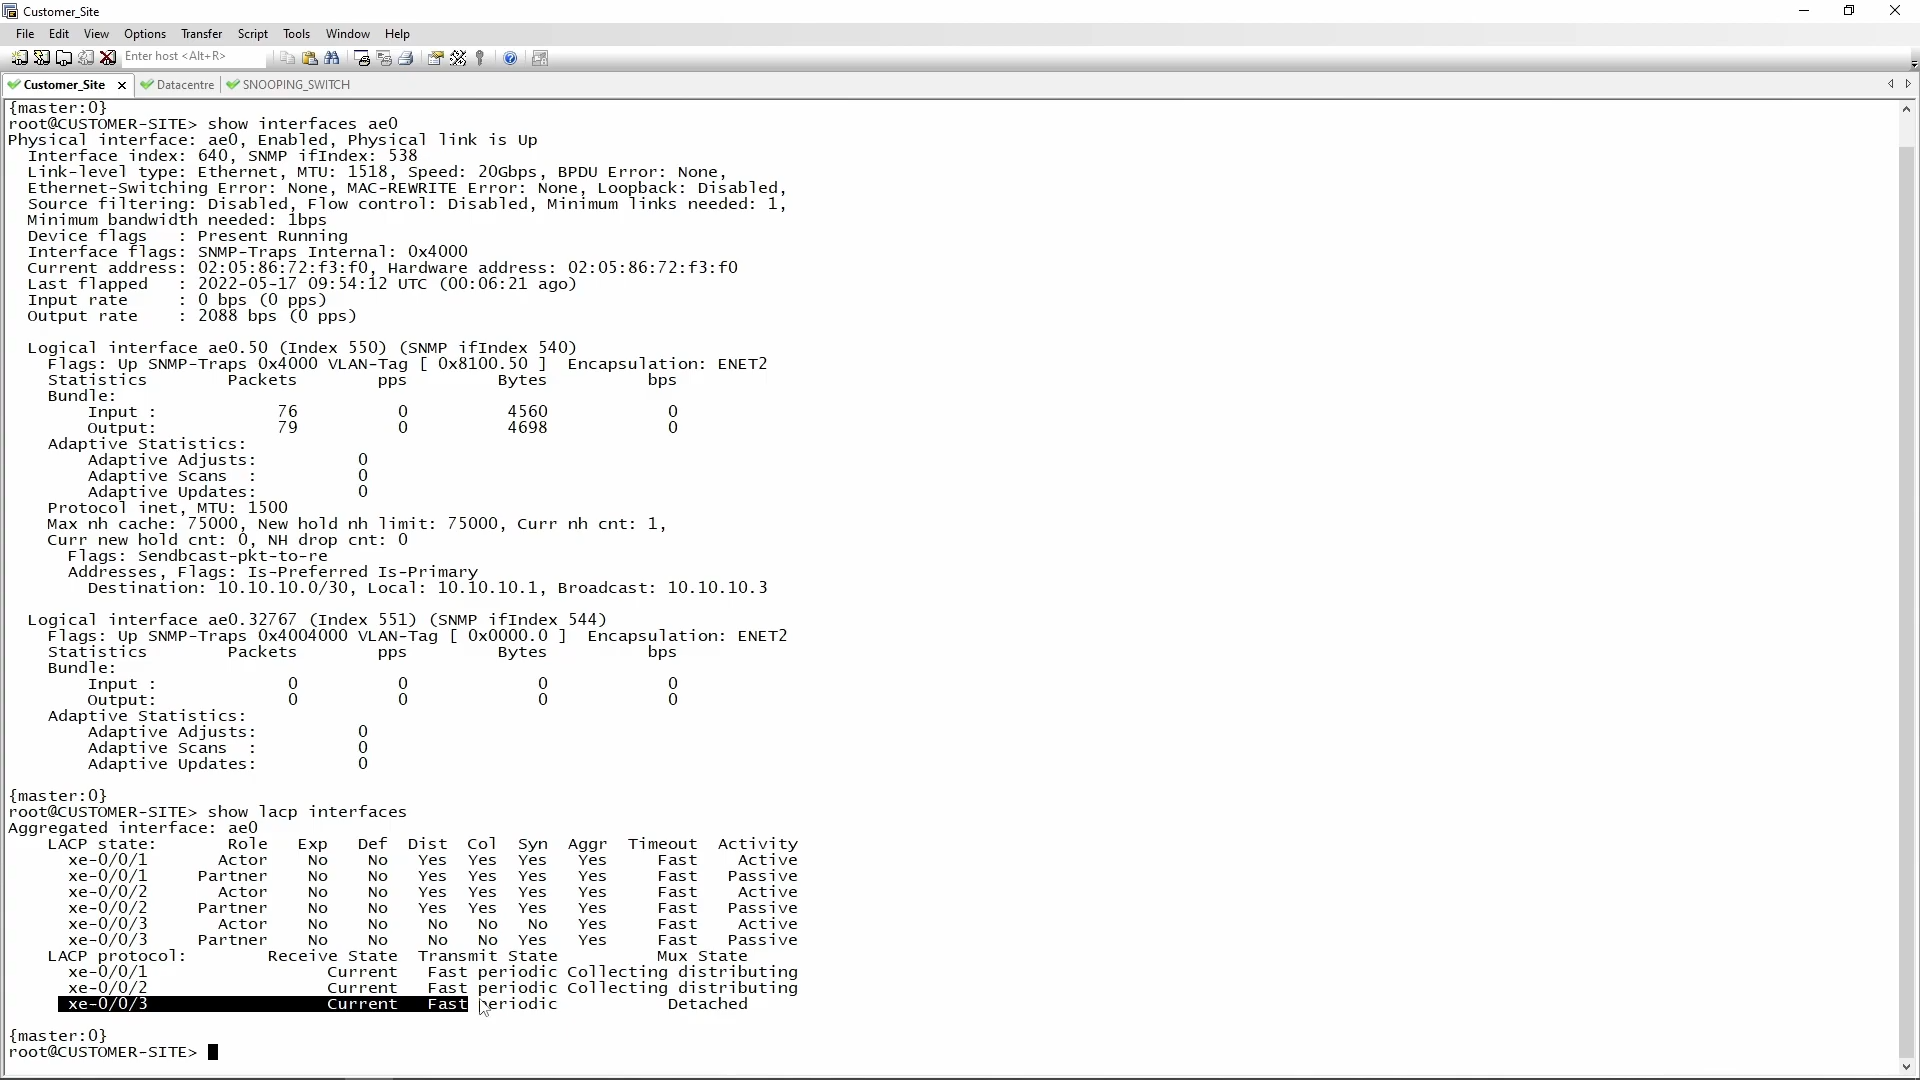 Customer_Site
File Edit View Options Transfer Script Tools Window Help
Enter host <Alt+R>
Customer_Site Datacentre SNOOPING_SWITCH
{master:0}
root@CUSTOMER-SITE> show interfaces ae0
Physical interface: ae0, Enabled, Physical link is Up
Interface index: 640, SNMP ifIndex: 538
Link-level type: Ethernet, MTU: 1518, Speed: 20Gbps, BPDU Error: None,
Ethernet-Switching Error: None, MAC-REWRITE Error: None, Loopback: Disabled,
Source filtering: Disabled, Flow control: Disabled, Minimum links needed: 1,
Minimum bandwidth needed: 1bps
Device flags : Present Running
Interface flags: SNMP-Traps Internal: 0x4000
Current address: 02:05:86:72:f3:f0, Hardware address: 02:05:86:72:f3:f0
Last flapped : 2022-05-17 09:54:12 UTC (00:06:21 ago)
Input rate : 0 bps (0 pps)
Output rate : 2088 bps (0 pps)
Logical interface ae0.50 (Index 550) (SNMP ifIndex 540)
Flags: Up SNMP-Traps 0x4000 VLAN-Tag [ 0x8100.50 ] Encapsulation: ENET2
Statistics Packets pps Bytes bps
Bundle:
Input : 76 0 4560 0
Output: 79 0 4698 0
Adaptive Statistics:
Adaptive Adjusts: 0
Adaptive Scans : 0
Adaptive Updates: 0
Protocol inet, MTU: 1500
Max nh cache: 75000, New hold nh limit: 75000, Curr nh cnt: 1,
Curr new hold cnt: 0, NH drop cnt: 0
Flags: Sendbcast-pkt-to-re
Addresses, Flags: Is-Preferred Is-Primary
Destination: 10.10.10.0/30, Local: 10.10.10.1, Broadcast: 10.10.10.3
Logical interface ae0.32767 (Index 551) (SNMP ifIndex 544)
Flags: Up SNMP-Traps 0x4004000 VLAN-Tag [ 0x0000.0 ] Encapsulation: ENET2
Statistics Packets pps Bytes bps
Bundle:
Input : 0 0 0 0
Output: 0 0 0 0
Adaptive Statistics:
Adaptive Adjusts: 0
Adaptive Scans : 0
Adaptive Updates: 0
{master:0}
root@CUSTOMER-SITE> show lacp interfaces
Aggregated interface: ae0
LACP state: Role Exp Def Dist Col Syn Aggr Timeout Activity
xe-0/0/1 Actor No No Yes Yes Yes Yes Fast Active
xe-0/0/1 Partner No No Yes Yes Yes Yes Fast Passive
xe-0/0/2 Actor No No Yes Yes Yes Yes Fast Active
xe-0/0/2 Partner No No Yes Yes Yes Yes Fast Passive
xe-0/0/3 Actor No No No No No Yes Fast Active
xe-0/0/3 Partner No No No No Yes Yes Fast Passive
LACP protocol: Receive State Transmit State Mux State
xe-0/0/1 Current Fast periodic Collecting distributing
xe-0/0/2 Current Fast periodic Collecting distributing
xe-0/0/3 Current Fast periodic Detached
{master:0}
root@CUSTOMER-SITE>